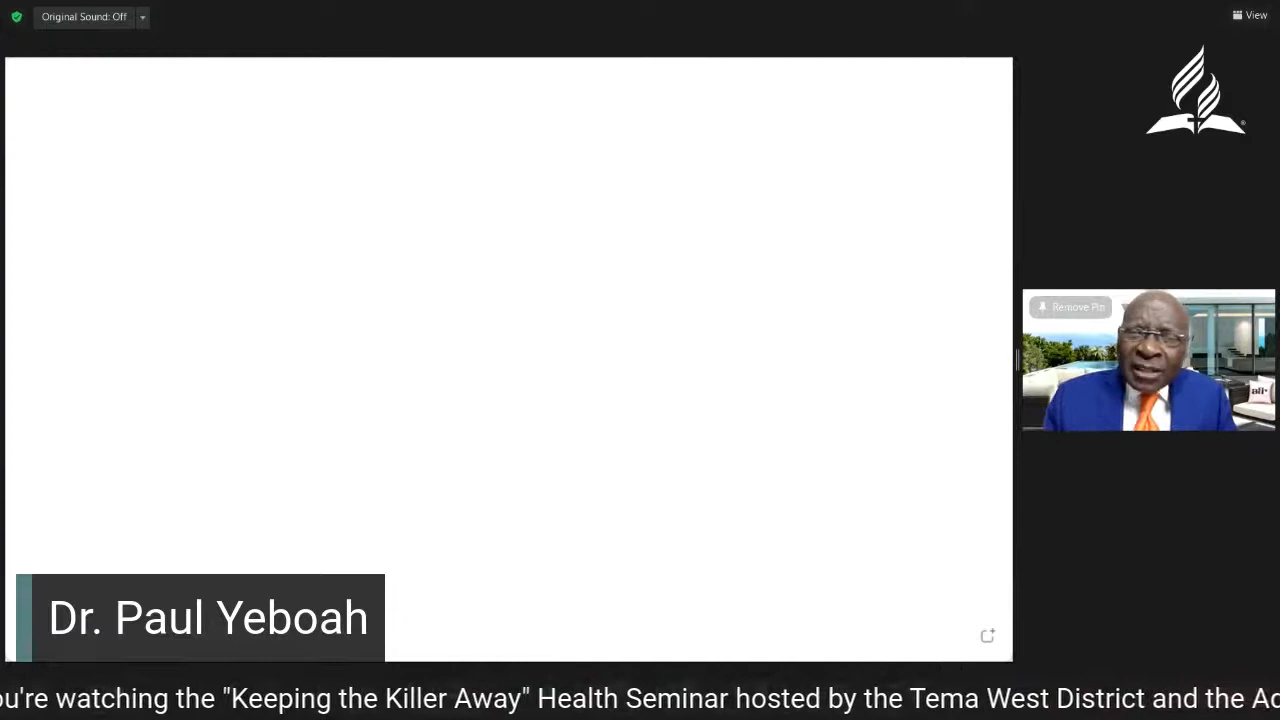 Original Sound: Off
View
Remove Pin
Dr. Paul Yeboah
ou're watching the "Keeping the Killer Away" Health Seminar hosted by the Tema West District and the Ad